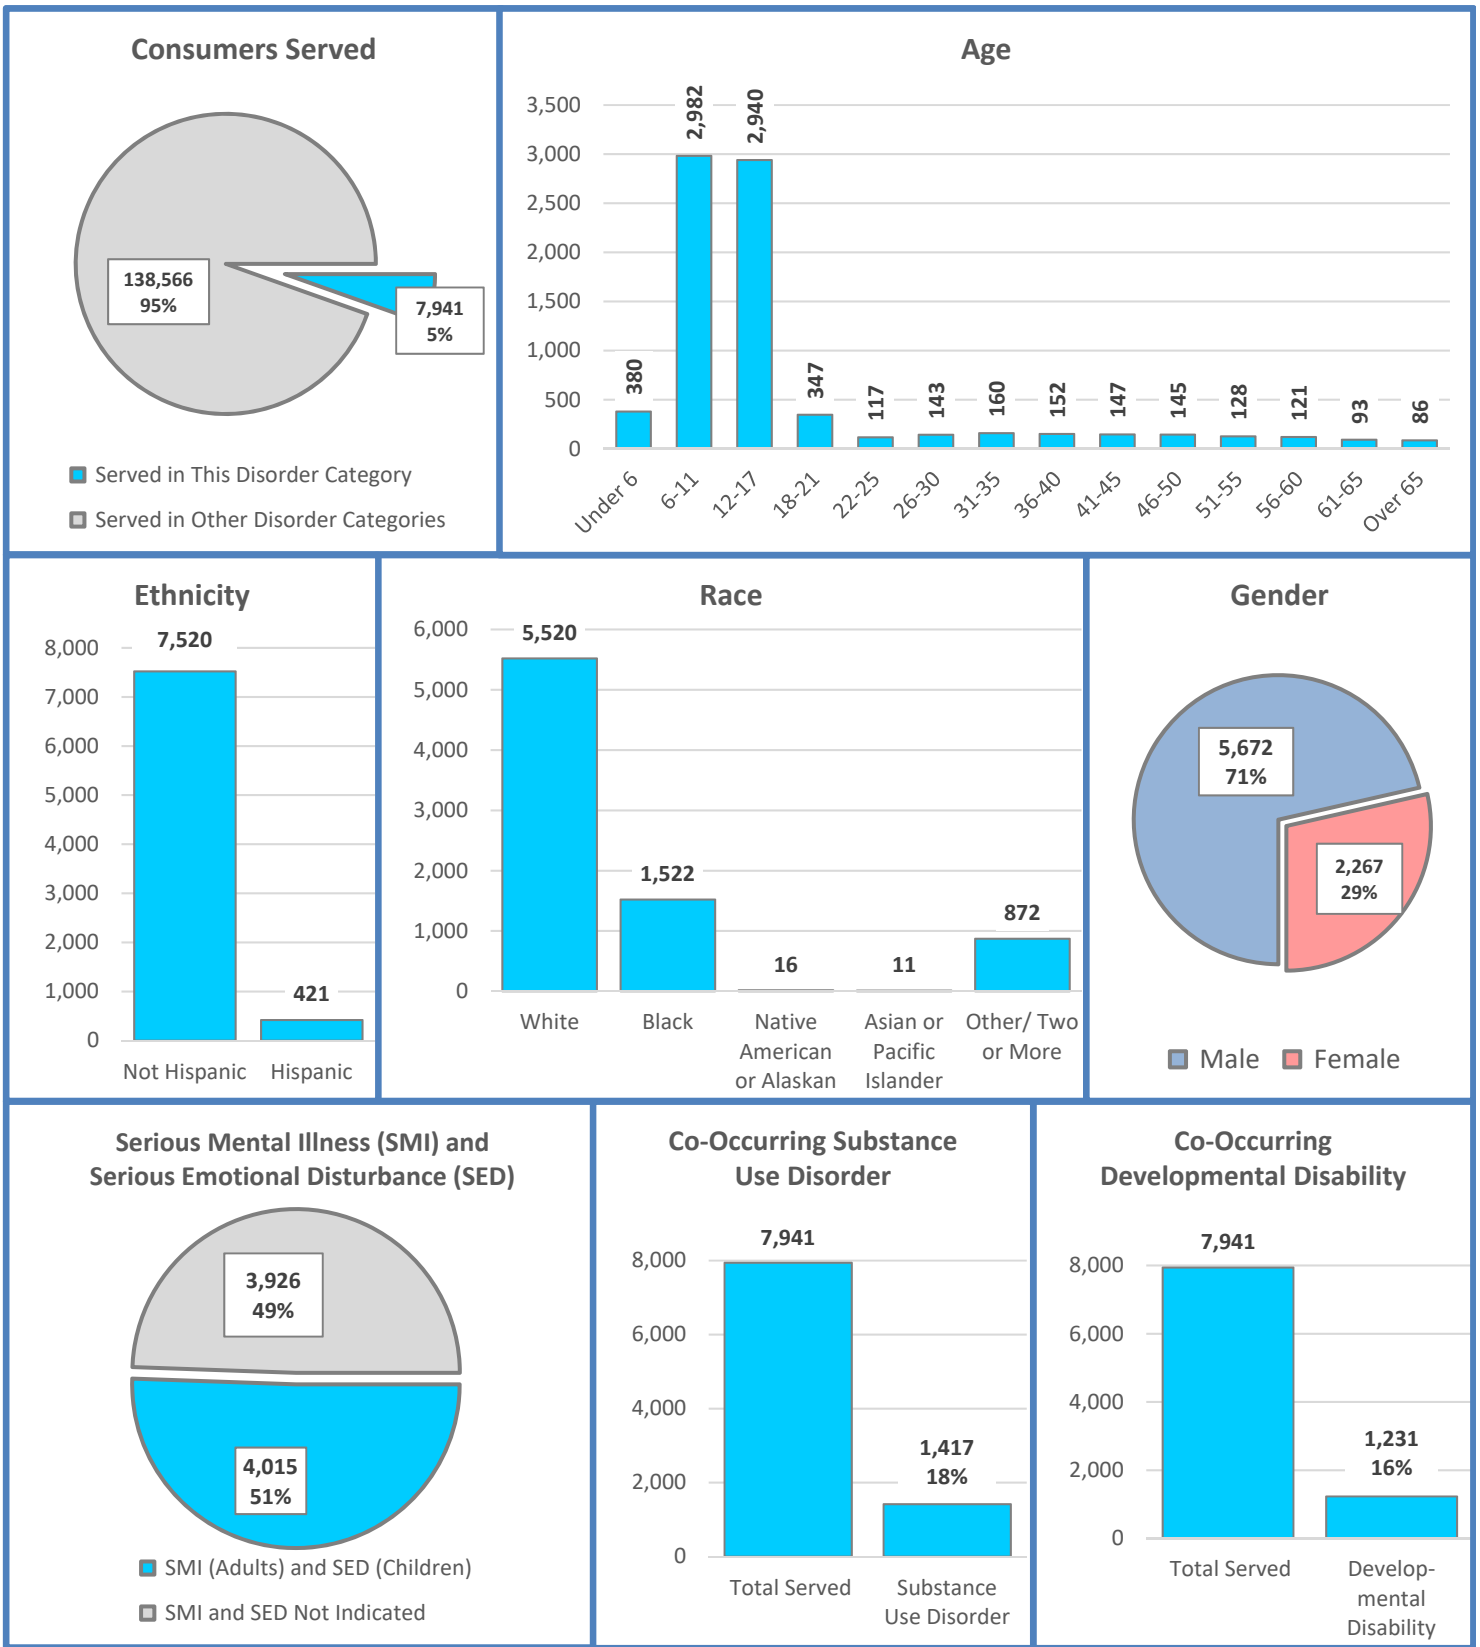 Consumers Served
138,566
95%
7,941
5%
Served in This Disorder Category
Served in Other Disorder Categories
Age
3,500
3,000
2,500
2,000
1,500
1,000
500
0
380
2,982
2,940
347
117
143
160
152
147
145
128
121
93
86
Under 6
6-11
12-17
18-21
22-25
26-30
31-35
36-40
41-45
46-50
51-55
56-60
61-65
Over 65
Ethnicity
8,000
7,000
6,000
5,000
4,000
3,000
2,000
1,000
0
7,520
421
Not Hispanic
Hispanic
Race
6,000
5,000
4,000
3,000
2,000
1,000
0
5,520
1,522
16
11
872
White
Black
Native
American
or Alaskan
Asian or
Pacific
Islander
Other/ Two
or More
Gender
5,672
71%
2,267
29%
Male
Female
Serious Mental Illness (SMI) and
Serious Emotional Disturbance (SED)
3,926
49%
4,015
51%
SMI (Adults) and SED (Children)
SMI and SED Not Indicated
Co-Occurring Substance
Use Disorder
8,000
6,000
4,000
2,000
0
7,941
1,417
18%
Total Served
Substance
Use Disorder
Co-Occurring
Developmental Disability
8,000
6,000
4,000
2,000
0
7,941
1,231
16%
Total Served
Develop-
mental
Disability